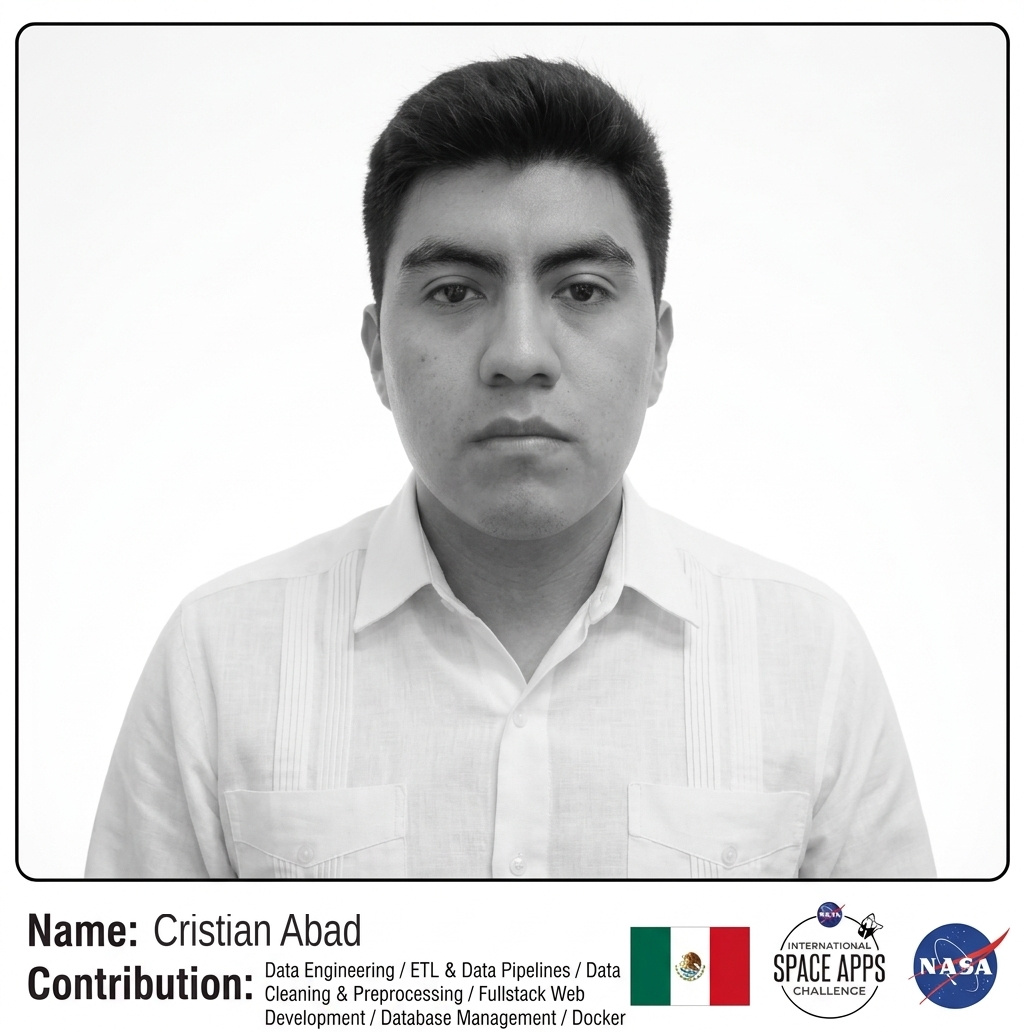 Name: Cristian Abad
Contribution: Data Engineering / ETL & Data Pipelines / Data
Cleaning & Preprocessing / Fullstack Web
Development / Database Management / Docker
NASA
INTERNATIONAL
SPACE APPS
CHALLENGE
NASA